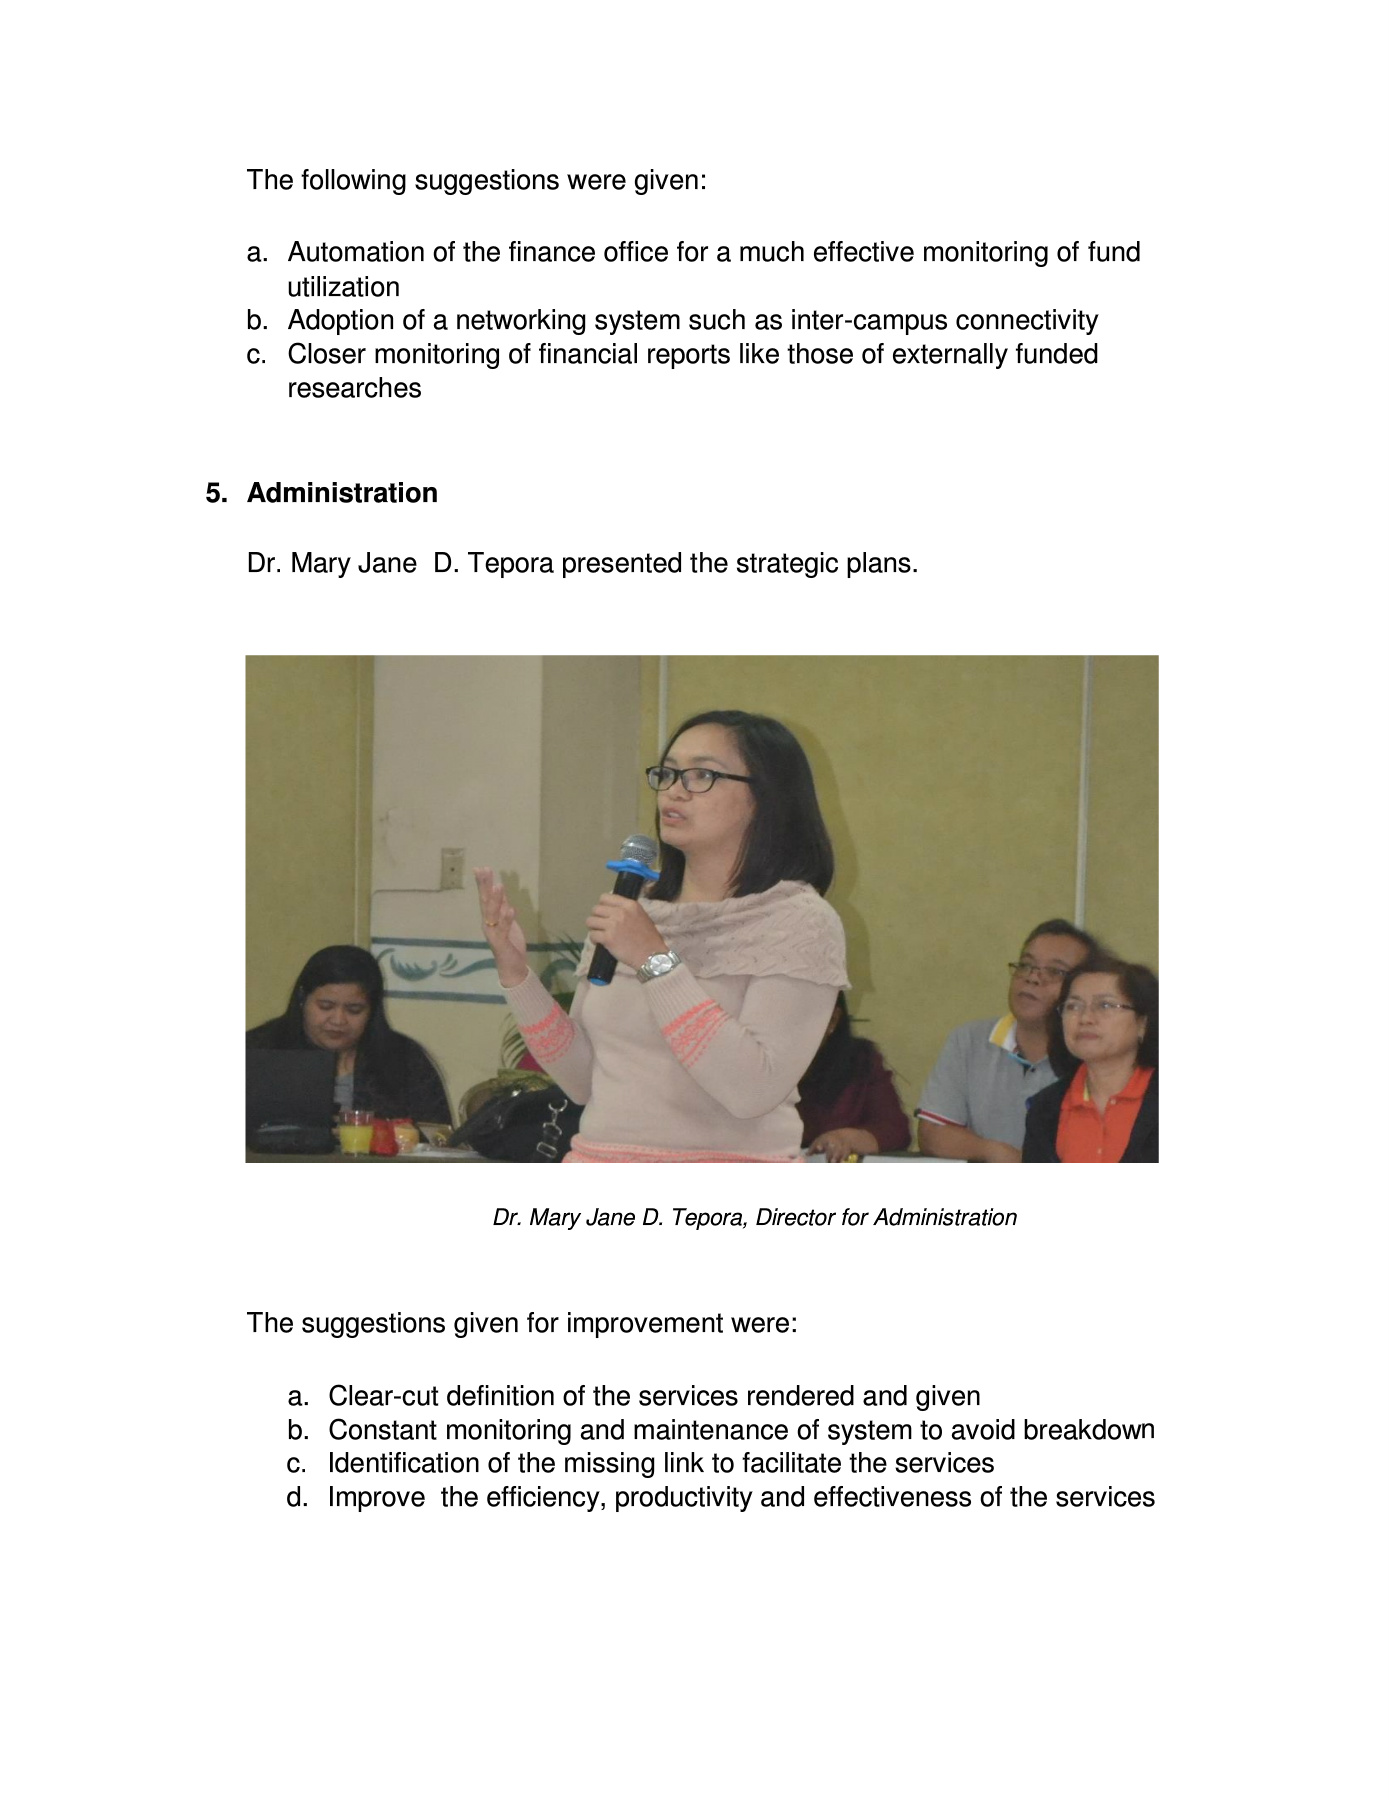 The following suggestions were given:
a. Automation of the finance office for a much effective monitoring of fund
utilization
b. Adoption of a networking system such as inter-campus connectivity
c. Closer monitoring of financial reports like those of externally funded
researches
5. Administration
Dr. Mary Jane D. Tepora presented the strategic plans.
Dr. Mary Jane D. Tepora, Director for Administration
The suggestions given for improvement were:
a. Clear-cut definition of the services rendered and given
b. Constant monitoring and maintenance of system to avoid breakdown
c. Identification of the missing link to facilitate the services
d. Improve the efficiency, productivity and effectiveness of the services